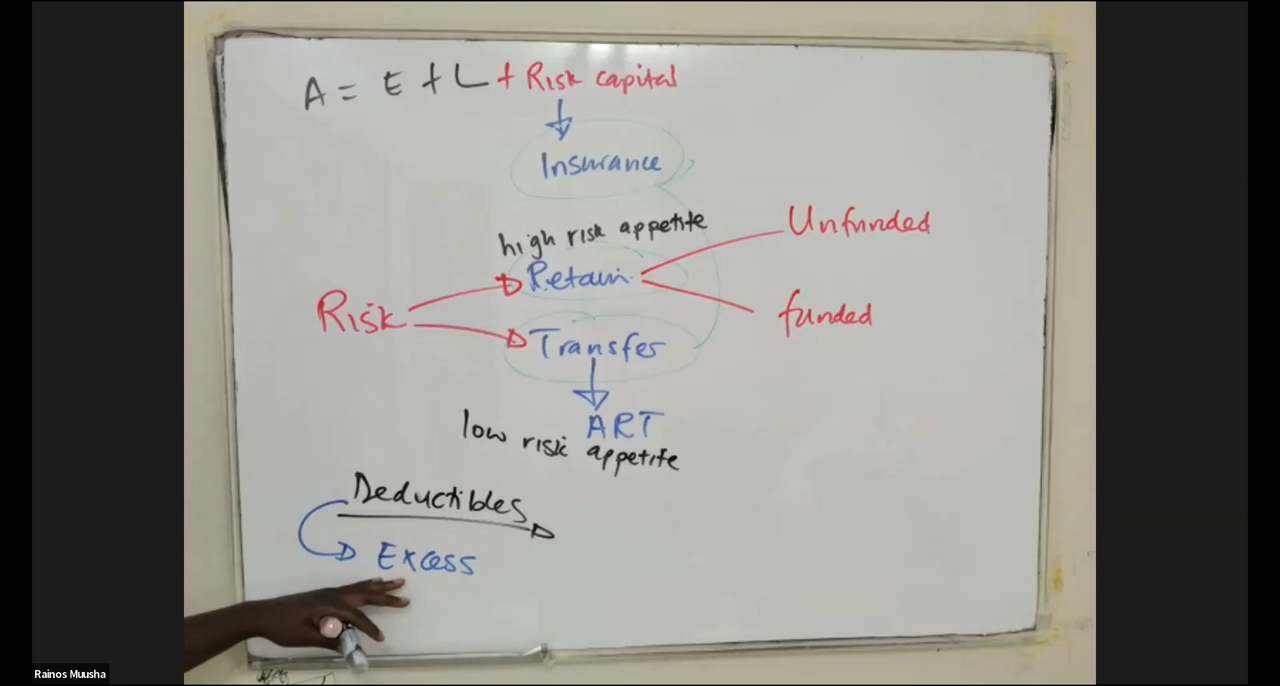 A = E + L + Risk capital
Insurance
high risk appetite
Unfunded
Retain
Risk
funded
Transfer
ART
low risk appetite
Deductibles
Excess
Rainos Muusha